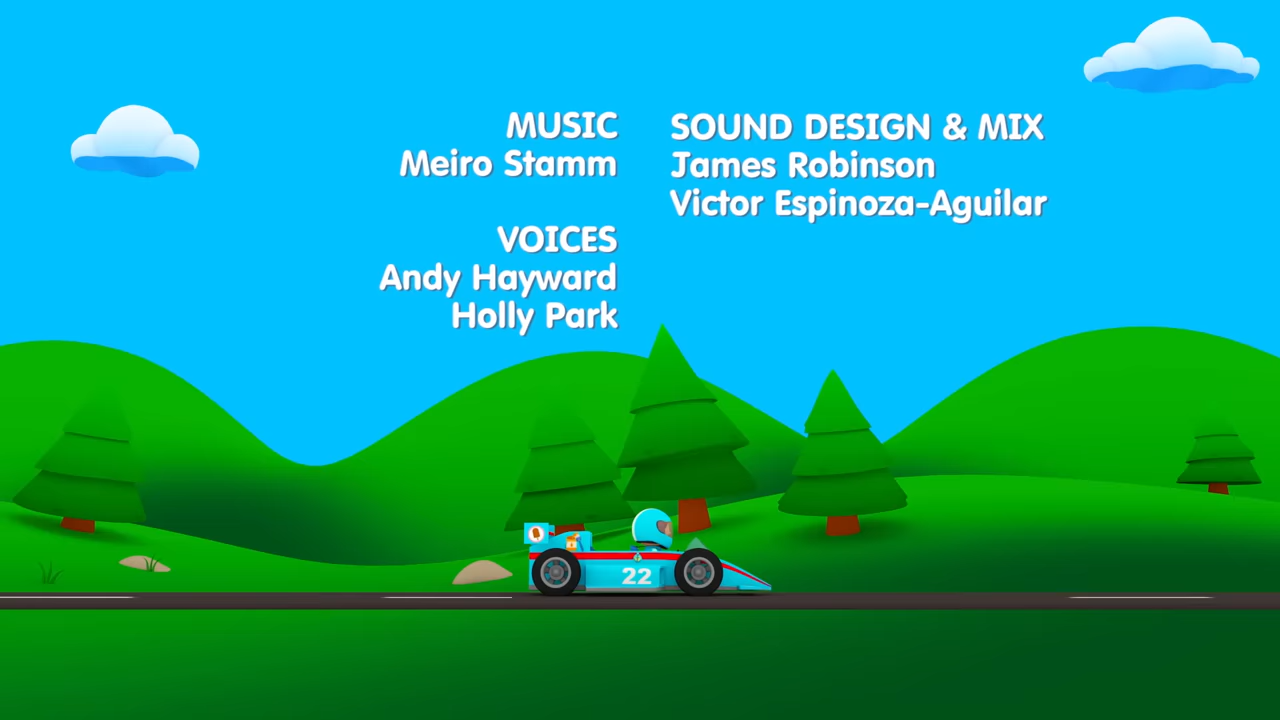 MUSIC
Meiro Stamm
VOICES
Andy Hayward
Holly Park
SOUND DESIGN & MIX
James Robinson
Victor Espinoza-Aguilar
22